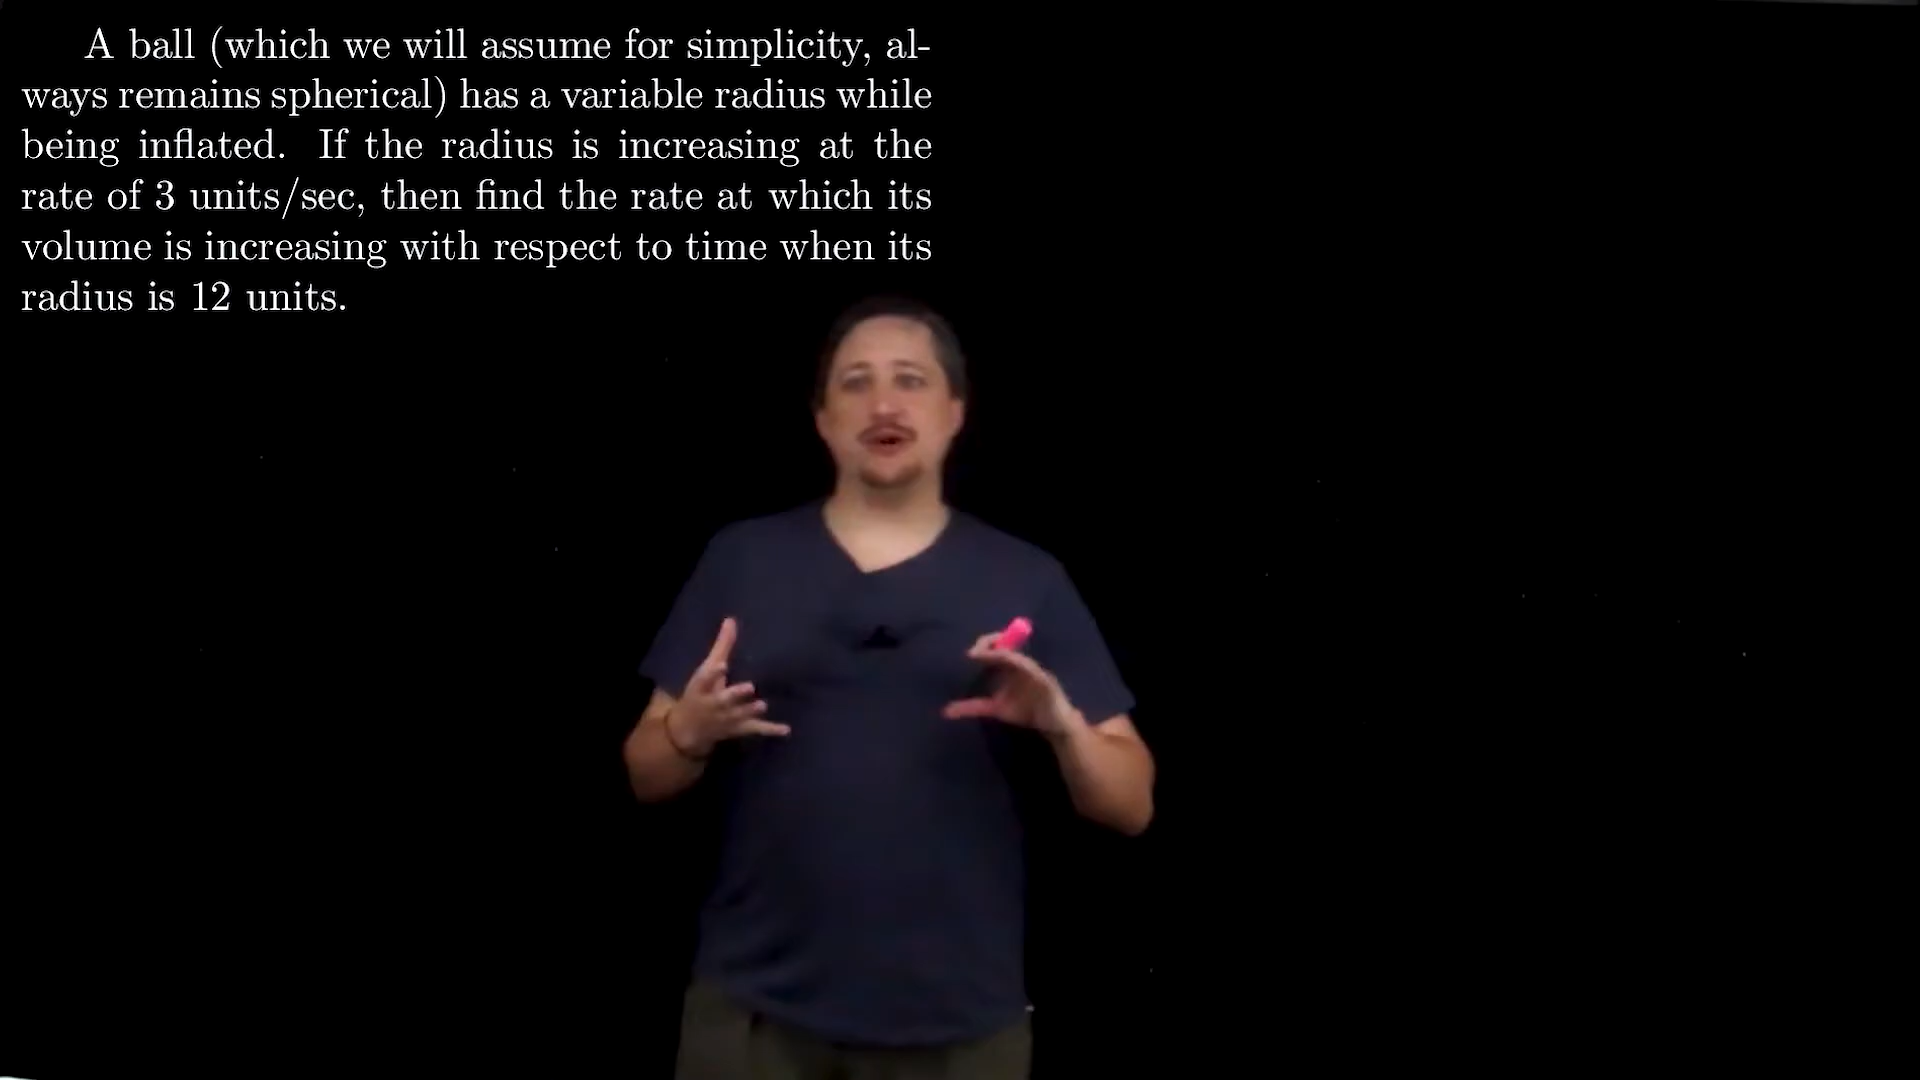 A ball (which we will assume for simplicity, al-
ways remains spherical) has a variable radius while
being inflated. If the radius is increasing at the
rate of 3 units/sec, then find the rate at which its
volume is increasing with respect to time when its
radius is 12 units.